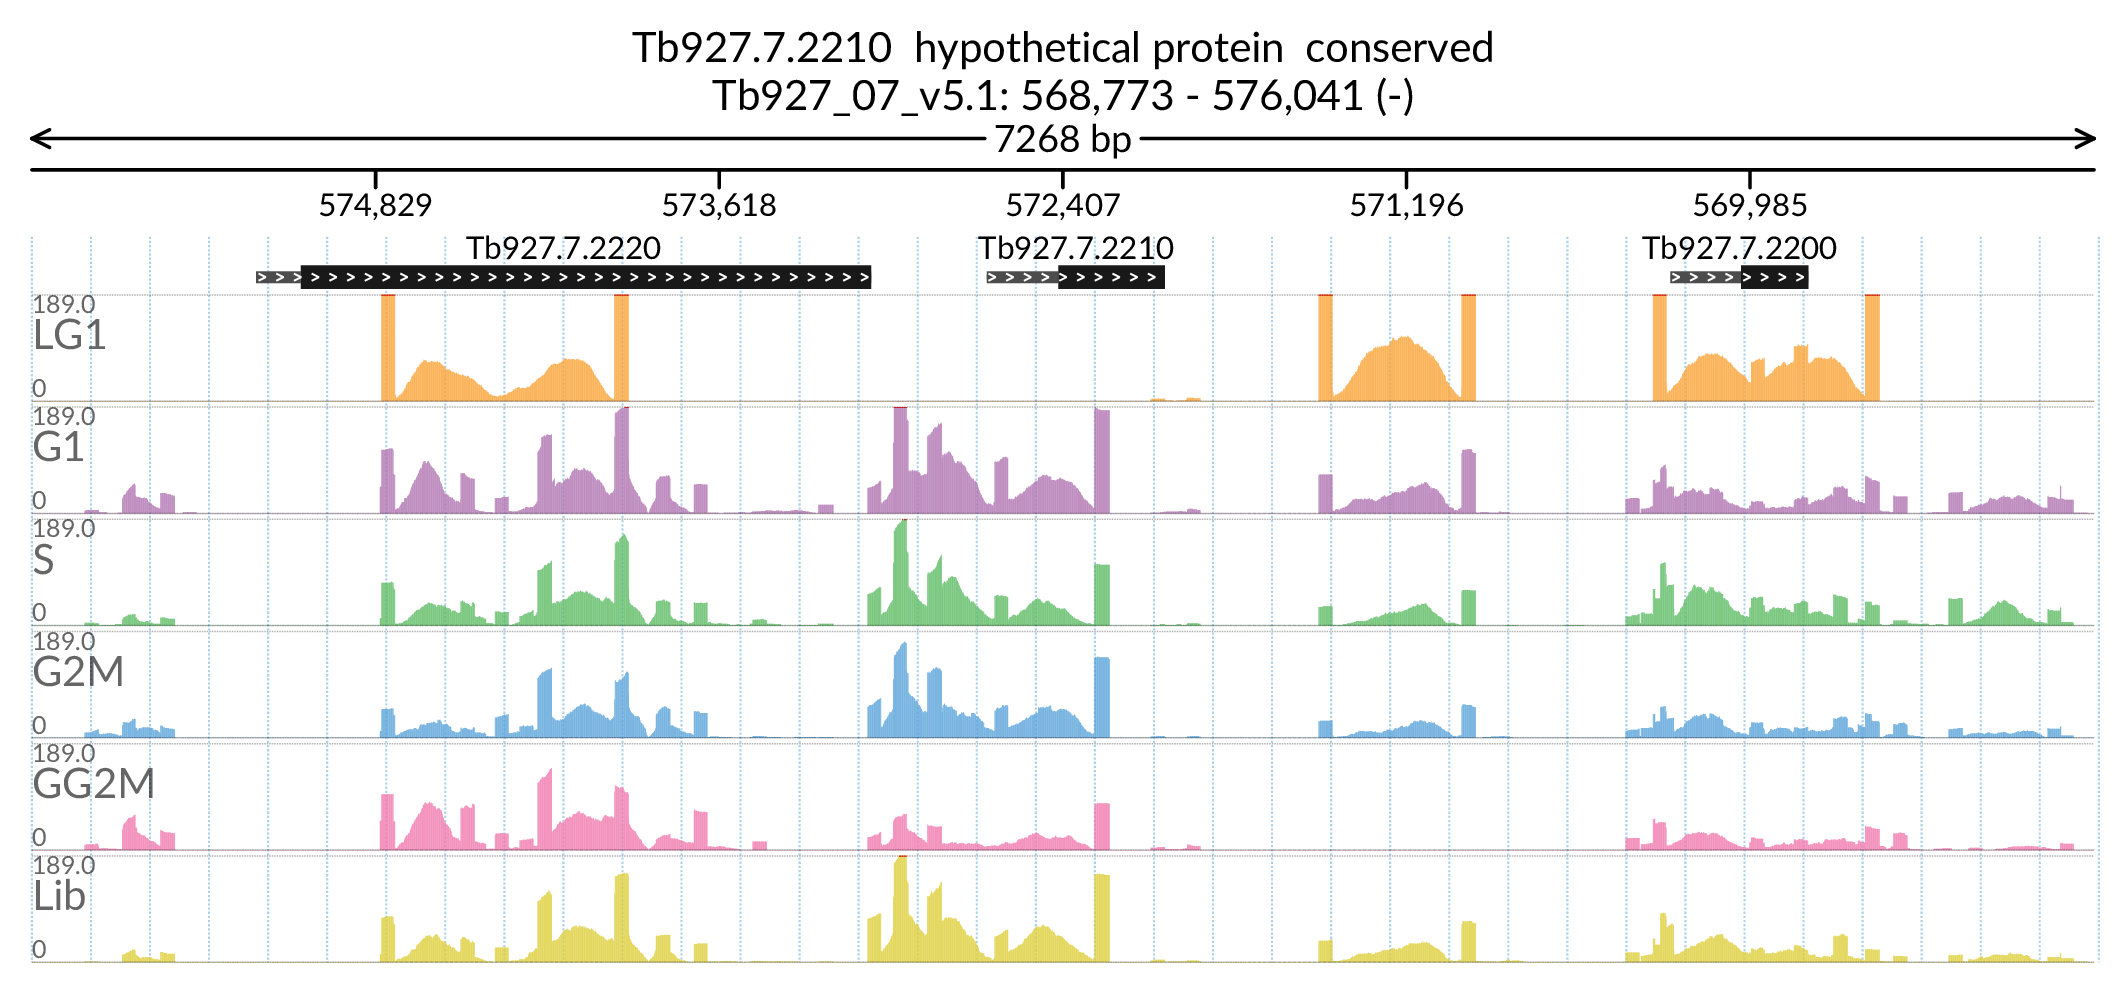 Tb927.7.2210 hypothetical protein conserved
Tb927_07_v5.1: 568,773 - 576,041 (-)
7268 bp
574,829 573,618 572,407 571,196 569,985
Tb927.7.2220 Tb927.7.2210 Tb927.7.2200
189.0
LG1
0
189.0
G1
0
189.0
S
0
189.0
G2M
0
189.0
GG2M
0
189.0
Lib
0